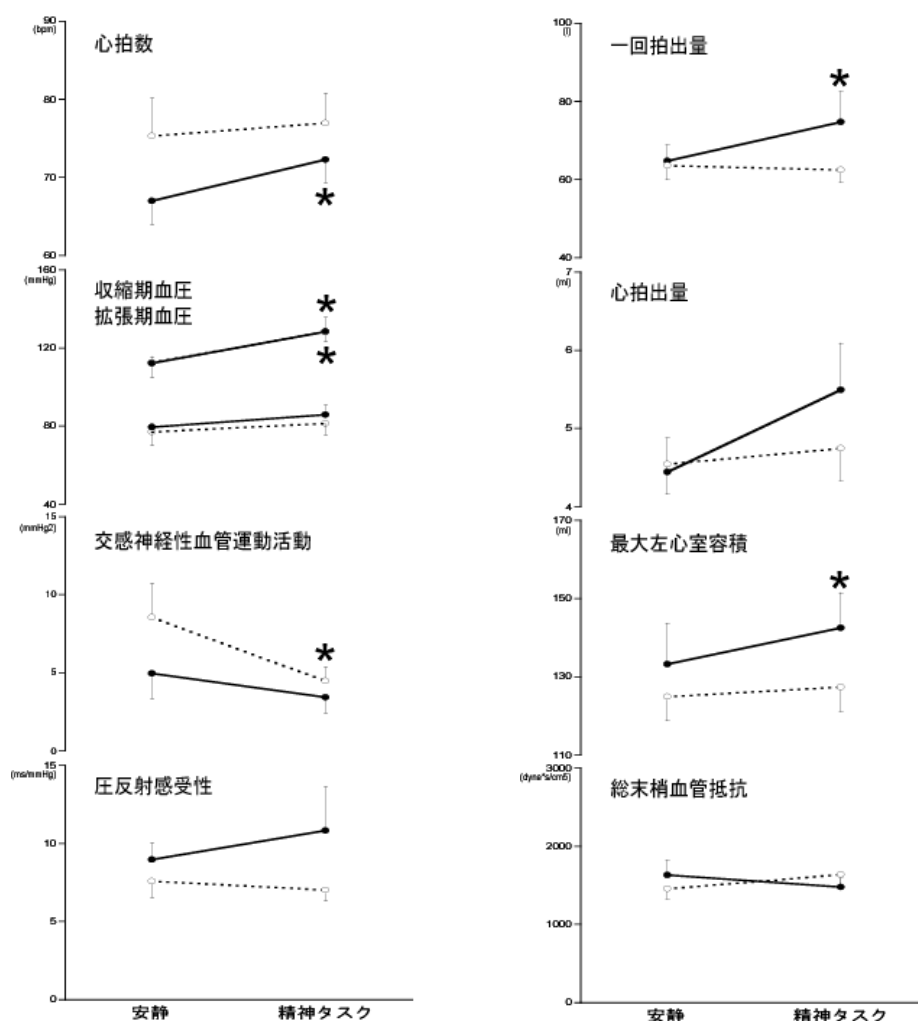 90
(bpm)
心拍数
80
70
60
160
(mmHg)
収縮期血圧
拡張期血圧
120
80
40
15
(mmHg2)
交感神経性血管運動活動
10
5
0
15
(ms/mmHg)
圧反射感受性
10
5
0
安静
精神タスク
100
(l)
一回拍出量
80
60
40
7
(ml)
心拍出量
6
5
4
170
(ml)
最大左心室容積
150
130
110
3000
(dyne*s/cm5)
総末梢血管抵抗
2000
1000
0
安静
精神タスク